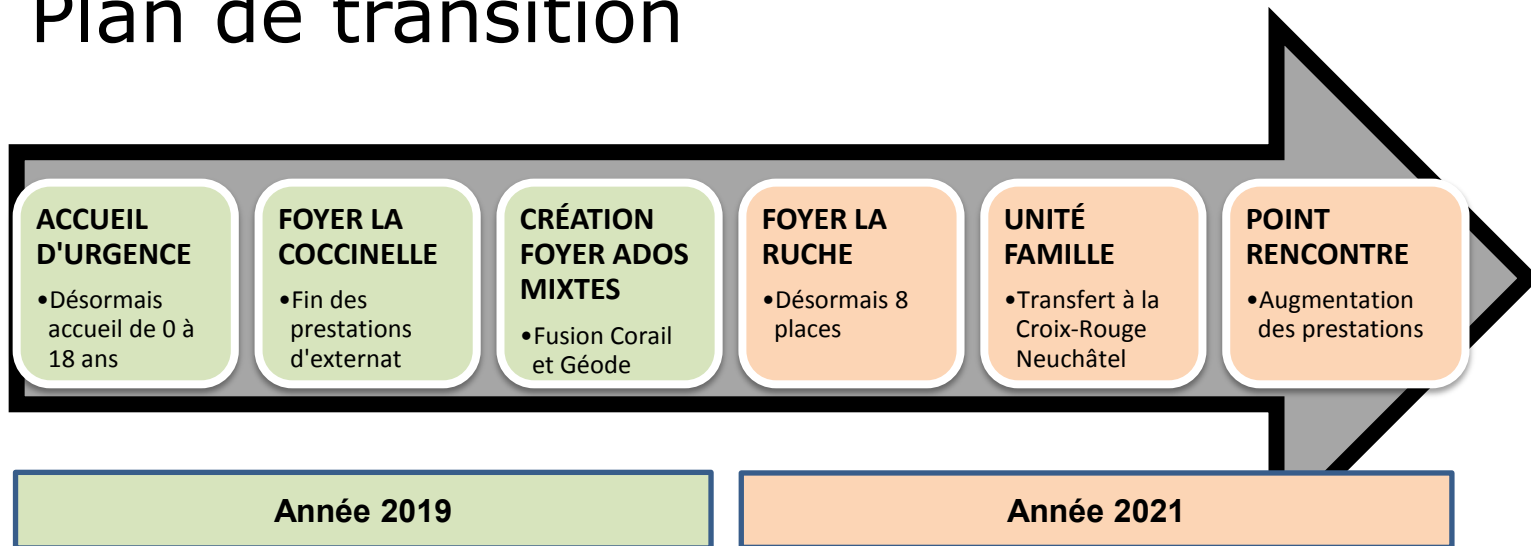 Plan de transition
ACCUEIL
D'URGENCE
•Désormais
accueil de 0 à
18 ans
FOYER LA
COCCINELLE
•Fin des
prestations
d'externat
CRÉATION
FOYER ADOS
MIXTES
•Fusion Corail
et Géode
FOYER LA
RUCHE
•Désormais 8
places
UNITÉ
FAMILLE
•Transfert à la
Croix-Rouge
Neuchâtel
POINT
RENCONTRE
•Augmentation
des prestations
Année 2019
Année 2021